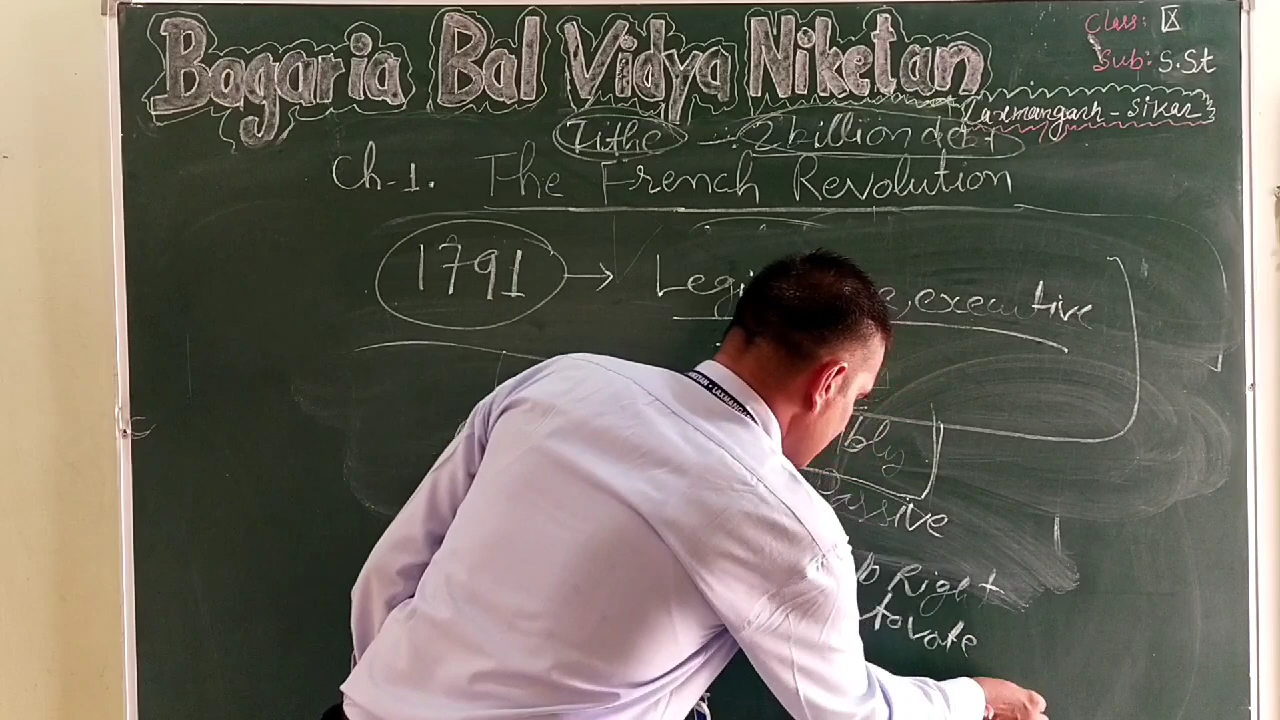 Bagaria Bal Vidya Niketan
Class: IX
Sub: S.St
Laxmangarh - Sikar
Tithe 2 billion debt
Ch-1. The French Revolution
1791 → executive
Passive
Right
to vote